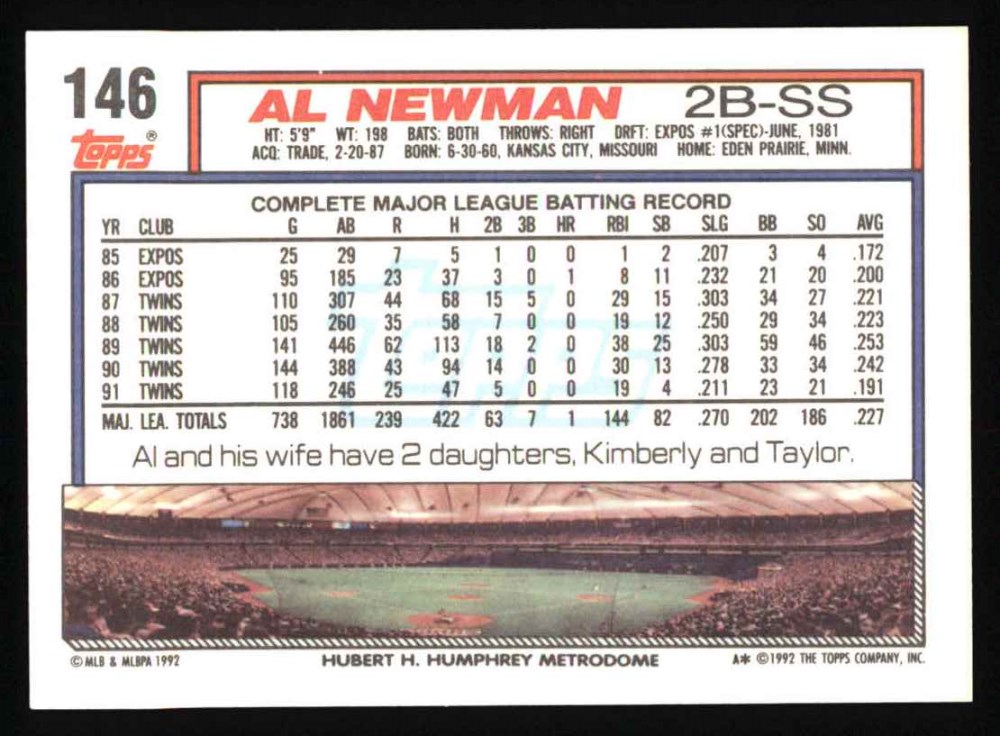 146
Topps®
AL NEWMAN 2B-SS
HT: 5'9" WT: 198 BATS: BOTH THROWS: RIGHT DRFT: EXPOS #1(SPEC)-JUNE, 1981
ACQ: TRADE, 2-20-87 BORN: 6-30-60, KANSAS CITY, MISSOURI HOME: EDEN PRAIRIE, MINN.
COMPLETE MAJOR LEAGUE BATTING RECORD
YR CLUB G AB R H 2B 3B HR RBI SB SLG BB SO AVG
85 EXPOS 25 29 7 5 1 0 0 1 2 .207 3 4 .172
86 EXPOS 95 185 23 37 3 0 1 8 11 .232 21 20 .200
87 TWINS 110 307 44 68 15 5 0 29 15 .303 34 27 .221
88 TWINS 105 260 35 58 7 0 0 19 12 .250 29 34 .223
89 TWINS 141 446 62 113 18 2 0 38 25 .303 59 46 .253
90 TWINS 144 388 43 94 14 0 0 30 13 .278 33 34 .242
91 TWINS 118 246 25 47 5 0 0 19 4 .211 23 21 .191
MAJ. LEA. TOTALS 738 1861 239 422 63 7 1 144 82 .270 202 186 .227
Topps
Al and his wife have 2 daughters, Kimberly and Taylor.
© MLB & MLBPA 1992 HUBERT H. HUMPHREY METRODOME A* © 1992 THE TOPPS COMPANY, INC.